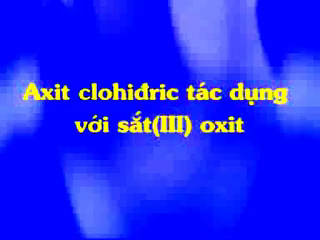 Axit clohiđric tác dụng
với sắt(III) oxit